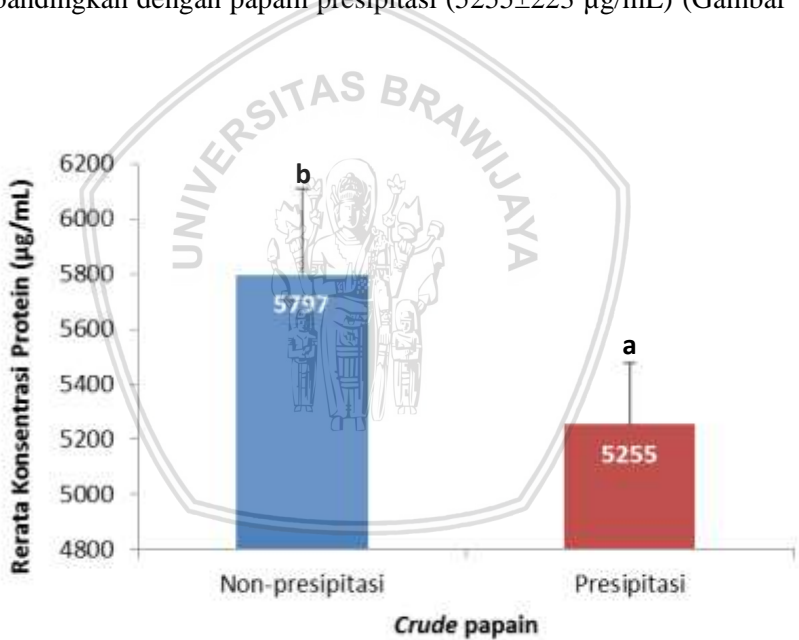 bandingkan dengan papain presipitasi (5255±223 µg/mL) (Gambar
UNIVERSITAS BRAWIJAYA
Rerata Konsentrasi Protein (µg/mL)
6200
6000
5800
5600
5400
5200
5000
4800
b
5797
a
5255
Non-presipitasi
Presipitasi
Crude papain